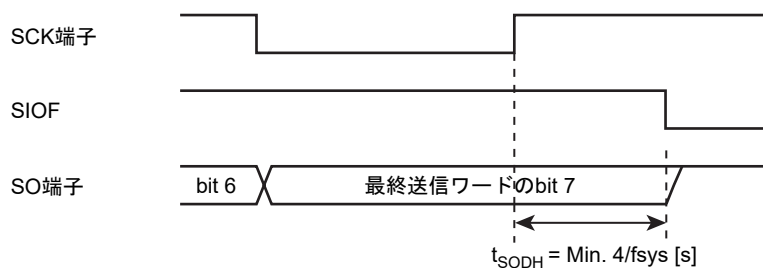 SCK端子
SIOF
SO端子 bit 6 最終送信ワードのbit 7
tSODH = Min. 4/fsys [s]